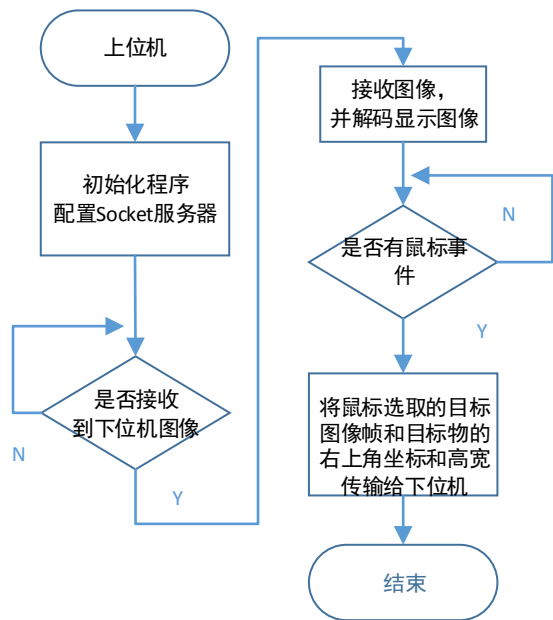 上位机
初始化程序
配置Socket服务器
是否接收
到下位机图像
N
Y
接收图像，
并解码显示图像
是否有鼠标事
件
N
Y
将鼠标选取的目标
图像帧和目标物的
右上角坐标和高宽
传输给下位机
结束